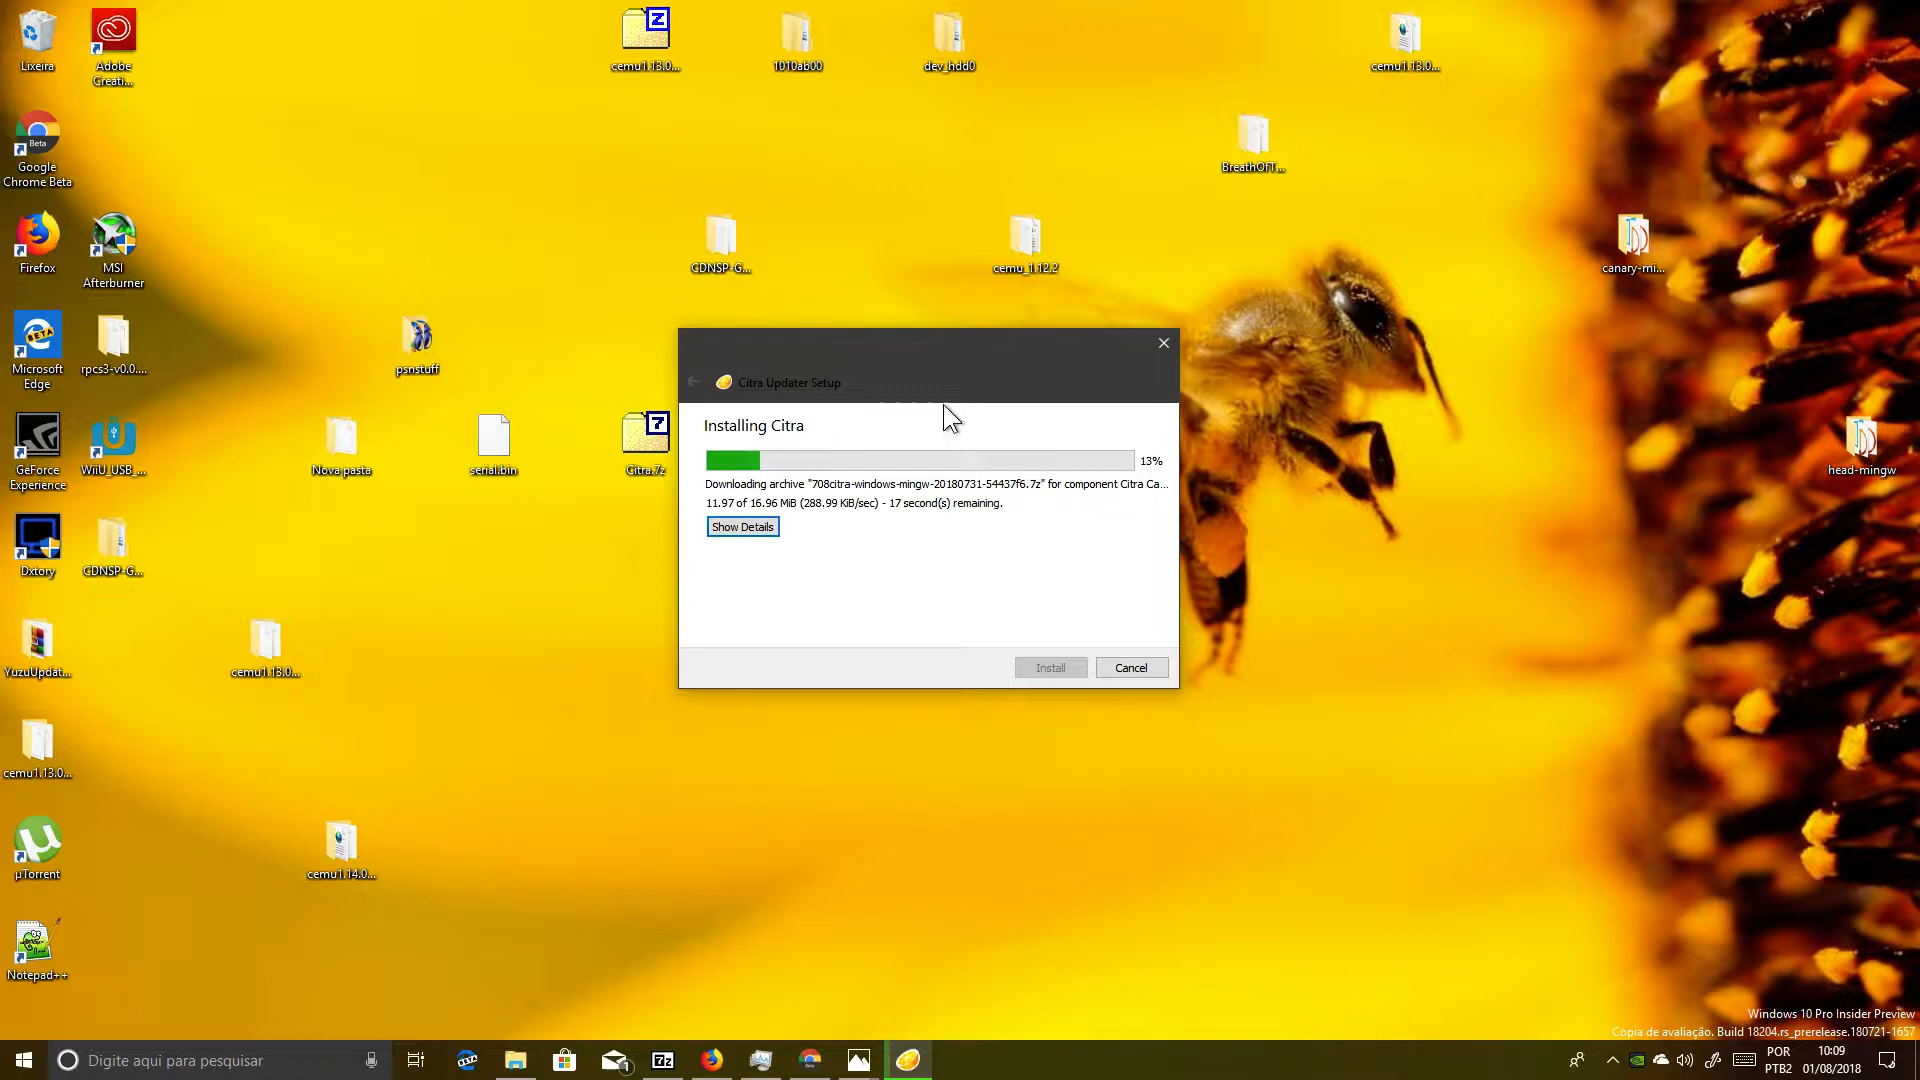 Lixeira
Adobe
Creati...
cemu1.13.0...
1010ab00
dev_hdd0
cemu1.13.0...
Beta
Google
Chrome Beta
BreathOfT...
Firefox
MSI
Afterburner
CDNSP-G...
cemu_1.12.2
canary-mi...
BETA
Microsoft
Edge
rpcs3-v0.0....
psnstuff
Citra Updater Setup
Installing Citra
13%
Downloading archive "708citra-windows-mingw-20180731-54437f6.7z" for component Citra Ca...
11.97 of 16.96 MiB (288.99 KiB/sec) - 17 second(s) remaining.
Show Details
Install
Cancel
GeForce
Experience
WiiU_USB_...
Nova pasta
serial.bin
Citra.7z
head-mingw
Dxtory
CDNSP-G...
YuzuUpdat...
cemu1.13.0...
cemu1.13.0...
µTorrent
cemu1.14.0...
Notepad++
Windows 10 Pro Insider Preview
Copia de avaliação. Build 18204.rs_prerelease.180721-1657
Digite aqui para pesquisar
1
7z
POR
PTB2
10:09
01/08/2018